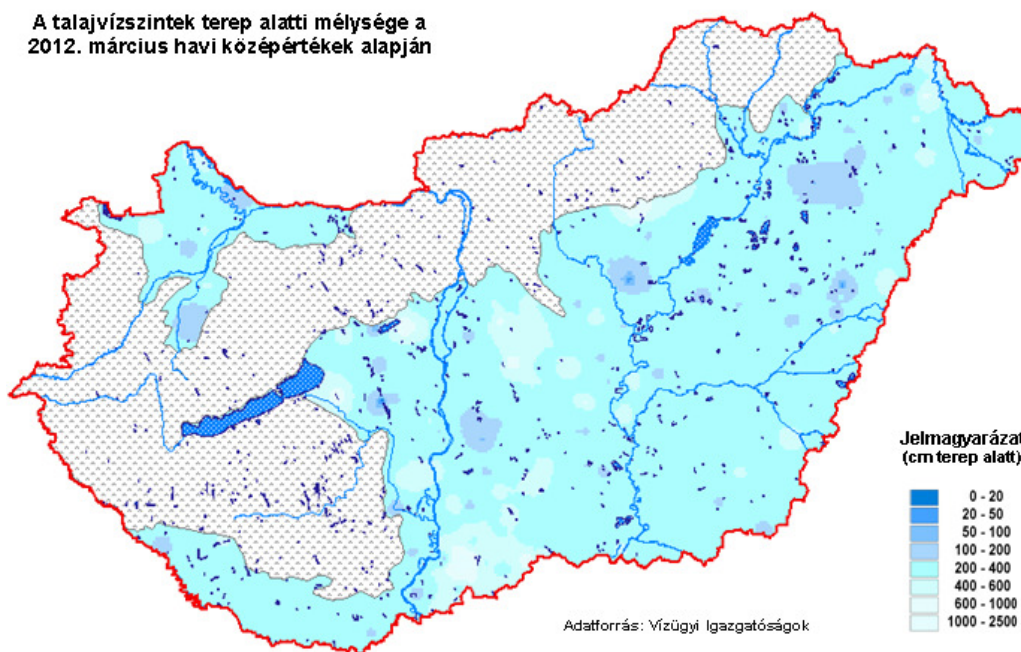 A talajvízszintek terep alatti mélysége a
2012. március havi középértékek alapján
Jelmagyarázat
(cm terep alatt)
0 - 20
20 - 50
50 - 100
100 - 200
200 - 400
400 - 600
600 - 1000
1000 - 2500
Adatforrás: Vízügyi Igazgatóságok